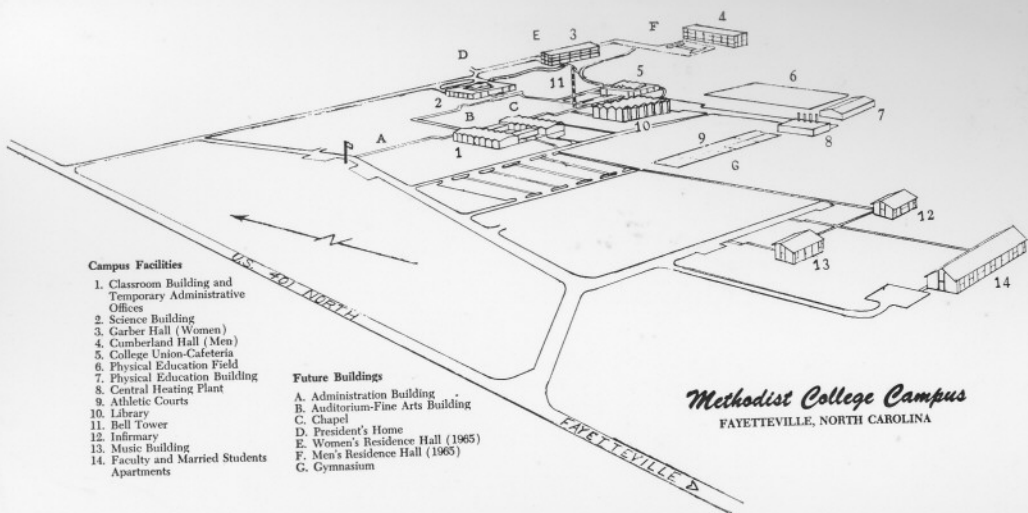 4
E
3
F
D
5
6
11
2
C
7
B
10
A
9
8
1
G
12
N
13
14
U.S. 401 NORTH
Campus Facilities
1. Classroom Building and
Temporary Administrative
Offices
2. Science Building
3. Garber Hall (Women)
4. Cumberland Hall (Men)
5. College Union-Cafeteria
6. Physical Education Field
7. Physical Education Building
8. Central Heating Plant
9. Athletic Courts
10. Library
11. Bell Tower
12. Infirmary
13. Music Building
14. Faculty and Married Students
Apartments
Future Buildings
A. Administration Building
B. Auditorium-Fine Arts Building
C. Chapel
D. President's Home
E. Women's Residence Hall (1965)
F. Men's Residence Hall (1965)
G. Gymnasium
FAYETTEVILLE
Methodist College Campus
FAYETTEVILLE, NORTH CAROLINA